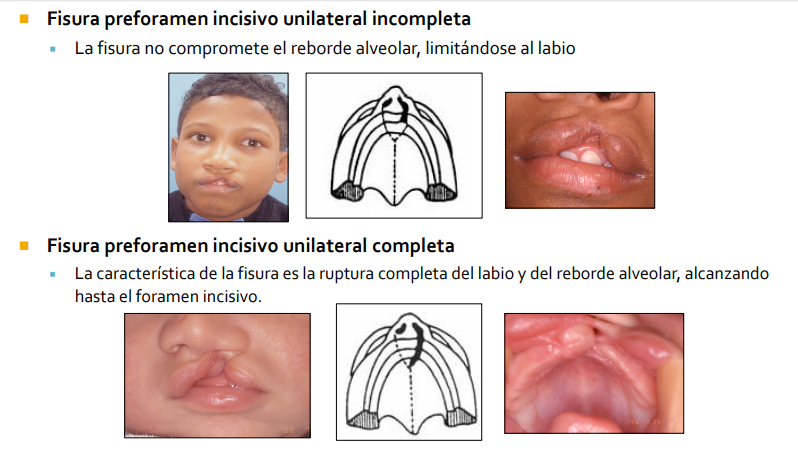 Fisura preforamen incisivo unilateral incompleta
La fisura no compromete el reborde alveolar, limitándose al labio
Fisura preforamen incisivo unilateral completa
La característica de la fisura es la ruptura completa del labio y del reborde alveolar, alcanzando
hasta el foramen incisivo.